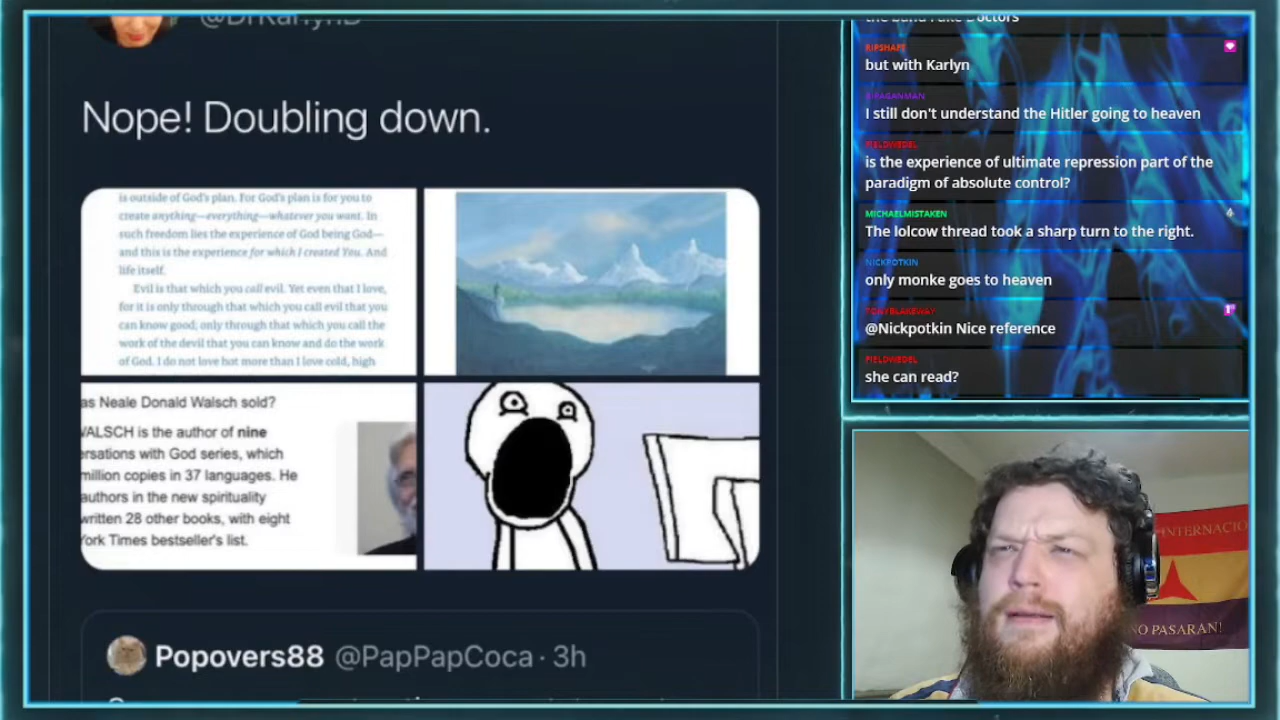 @DrKarlynB
Nope! Doubling down.
is outside of God's plan. For God's plan is for you to
create anything—everything—whatever you want. In
such freedom lies the experience of God being God—
and this is the experience for which I created You. And
life itself.
Evil is that which you call evil. Yet even that I love,
for it is only through that which you call evil that you
can know good; only through that which you call the
work of the devil that you can know and do the work
of God. I do not love hot more than I love cold, high
as Neale Donald Walsch sold?
WALSCH is the author of nine
ersations with God series, which
million copies in 37 languages. He
authors in the new spirituality
written 28 other books, with eight
York Times bestseller's list.
Popovers88 @PapPapCoca · 3h
Doctors
RIPSHAFT
but with Karlyn
I still don't understand the Hitler going to heaven
FIELDWEDEL
is the experience of ultimate repression part of the
paradigm of absolute control?
MICHAELMISTAKEN
The lolcow thread took a sharp turn to the right.
NICKPOTKIN
only monke goes to heaven
@Nickpotkin Nice reference
FIELDWEDEL
she can read?
INTERNACIO
NO PASARAN!